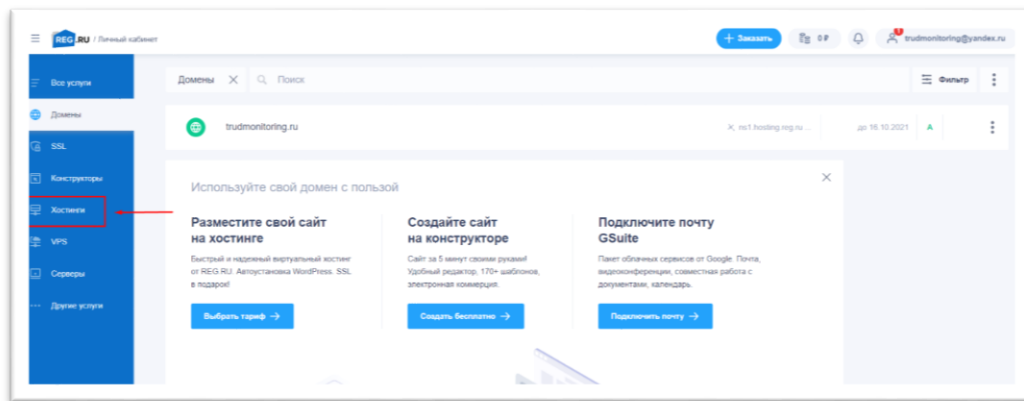 REG.RU / Личный кабинет
+ Заказать
0 ₽
trudmonitoring@yandex.ru
Все услуги
Домены
SSL
Конструкторы
Хостинги
VPS
Серверы
Другие услуги
Домены
Поиск
Фильтр
trudmonitoring.ru
ns1.hosting.reg.ru ...
до 16.10.2021
А
Используйте свой домен с пользой
Разместите свой сайт
на хостинге
Быстрый и надежный виртуальный хостинг
от REG.RU. Автоустановка WordPress. SSL
в подарок!
Выбрать тариф →
Создайте сайт
на конструкторе
Сайт за 5 минут своими руками!
Удобный редактор, 170+ шаблонов,
электронная коммерция.
Создать бесплатно →
Подключите почту
GSuite
Пакет облачных сервисов от Google. Почта,
видеоконференции, совместная работа с
документами, календарь.
Подключить почту →